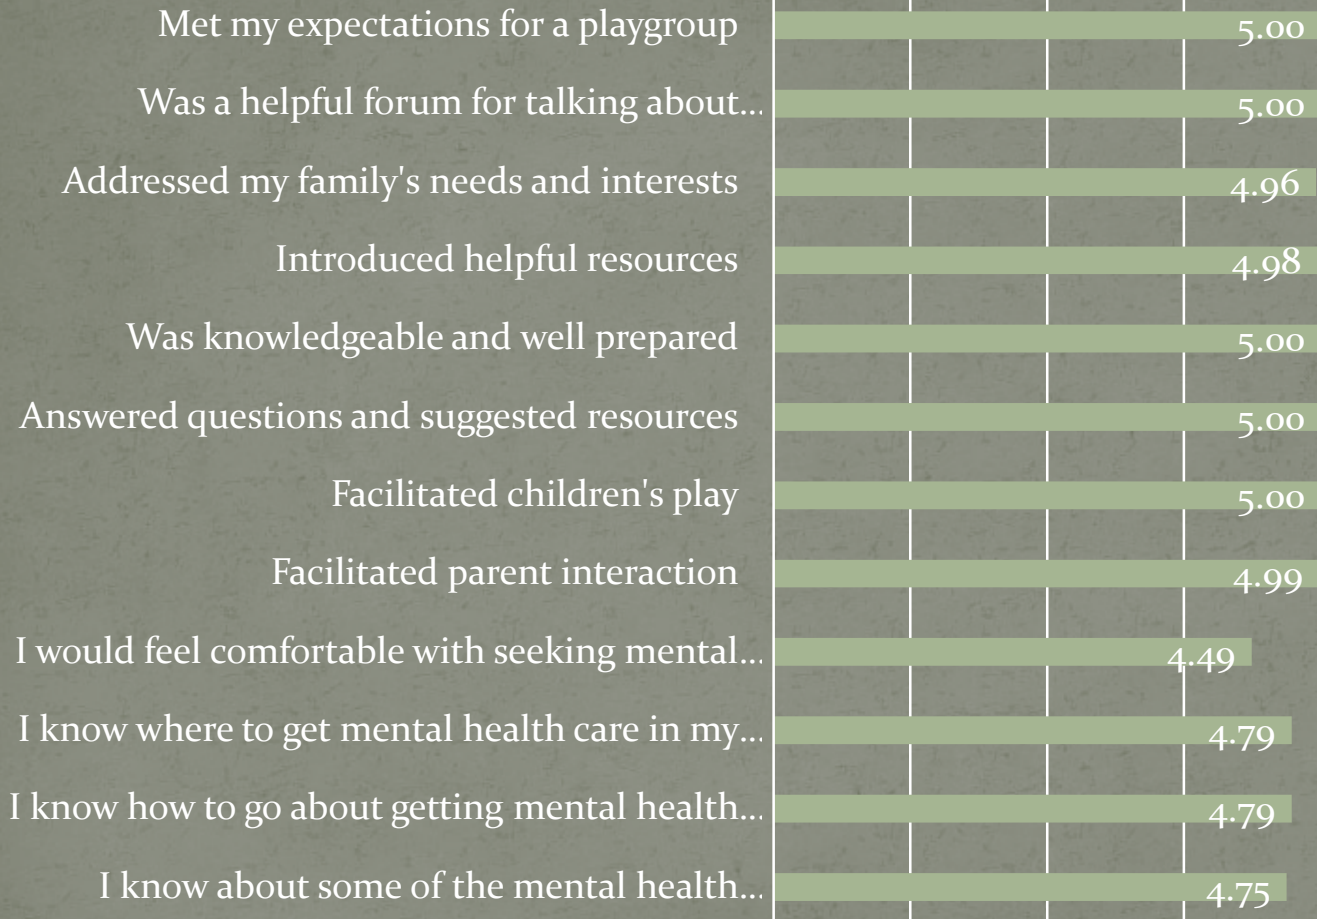 Met my expectations for a playgroup 5.00
Was a helpful forum for talking about... 5.00
Addressed my family's needs and interests 4.96
Introduced helpful resources 4.98
Was knowledgeable and well prepared 5.00
Answered questions and suggested resources 5.00
Facilitated children's play 5.00
Facilitated parent interaction 4.99
I would feel comfortable with seeking mental... 4.49
I know where to get mental health care in my... 4.79
I know how to go about getting mental health... 4.79
I know about some of the mental health... 4.75